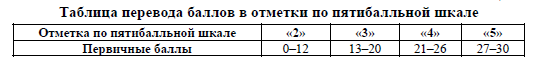 Таблица перевода баллов в отметки по пятибалльной шкале
Отметка по пятибалльной шкале «2» «3» «4» «5»
Первичные баллы 0–12 13–20 21–26 27–30